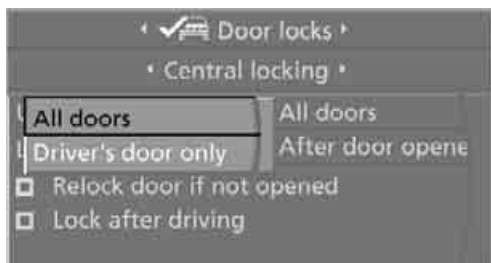 Door locks
Central locking
All doors All doors
Driver's door only After door opene
Relock door if not opened
Lock after driving